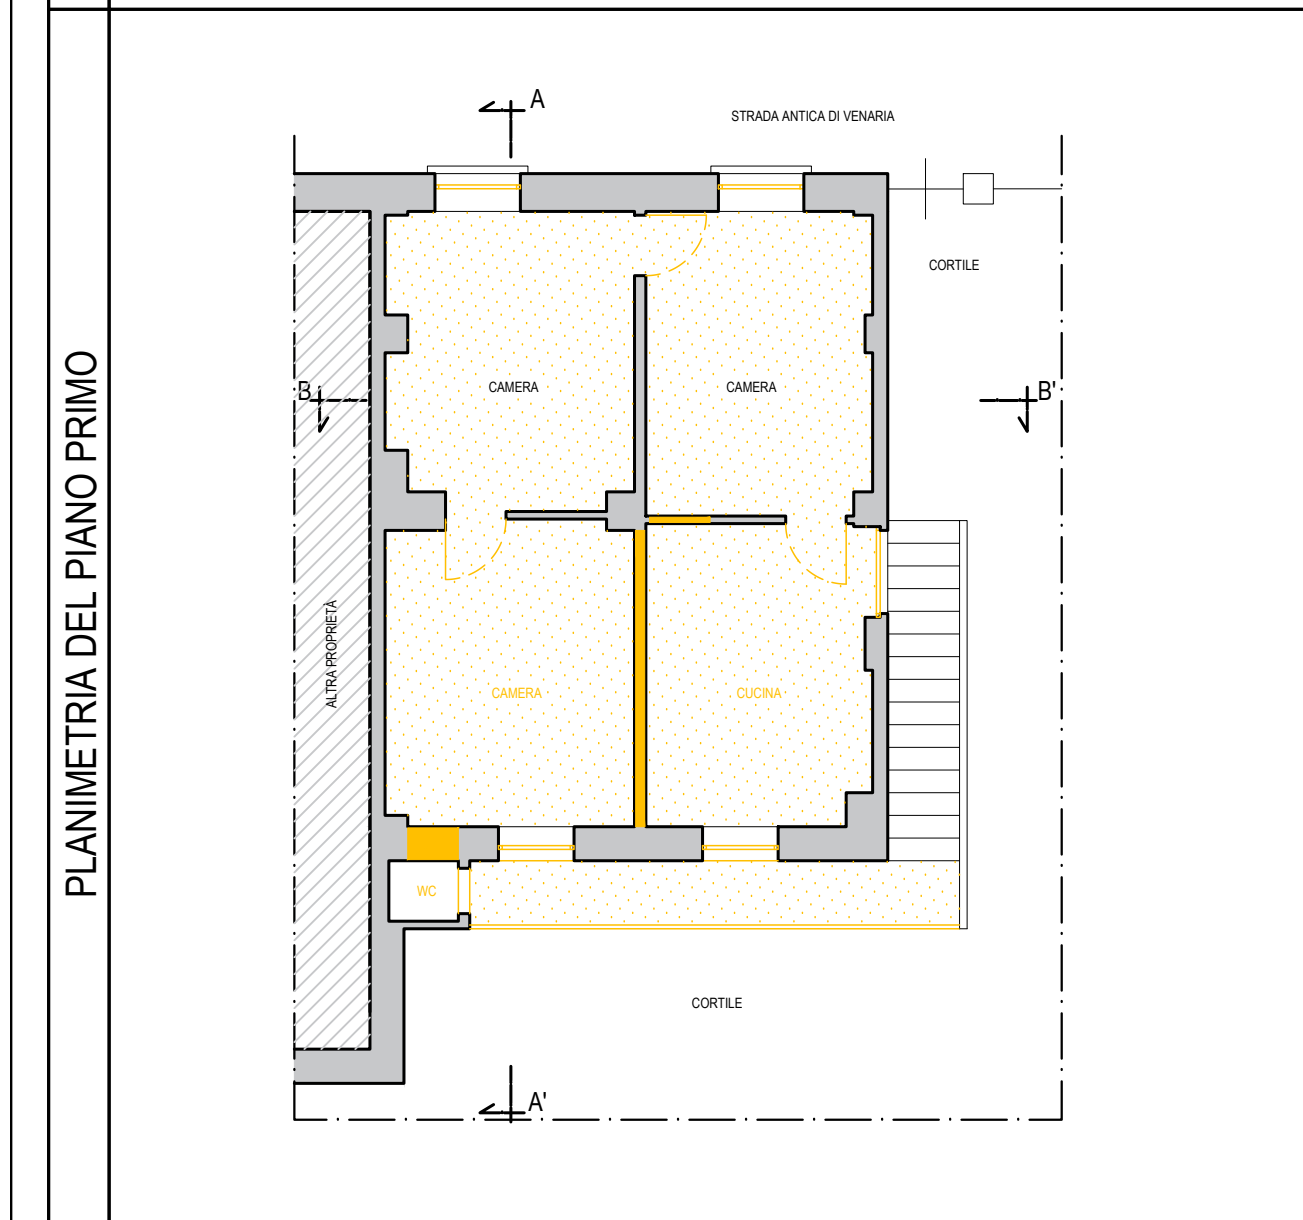 PLANIMETRIA DEL PIANO PRIMO
A
STRADA ANTICA DI VENARIA
CORTILE
B
CAMERA
CAMERA
B'
ALTRA PROPRIETÀ
CAMERA
CUCINA
WC
CORTILE
A'